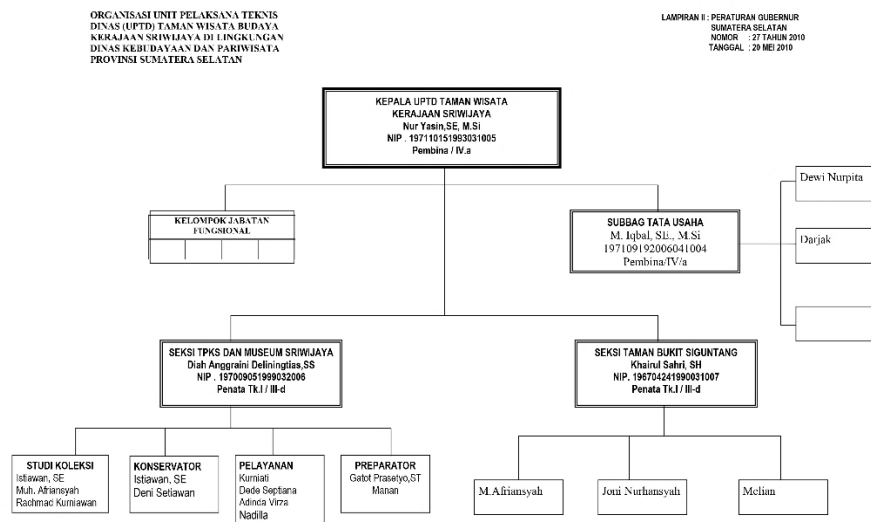 ORGANISASI UNIT PELAKSANA TEKNIS
DINAS (UPTD) TAMAN WISATA BUDAYA
KERAJAAN SRIWIJAYA DI LINGKUNGAN
DINAS KEBUDAYAAN DAN PARIWISATA
PROVINSI SUMATERA SELATAN
LAMPIRAN II : PERATURAN GUBERNUR
SUMATERA SELATAN
NOMOR : 27 TAHUN 2010
TANGGAL : 20 MEI 2010
KEPALA UPTD TAMAN WISATA
KERAJAAN SRIWIJAYA
Nur Yasin,SE, M.Si
NIP . 197110151993031005
Pembina / IV.a
KELOMPOK JABATAN
FUNGSIONAL
SUBBAG TATA USAHA
M. Iqbal, SE., M.Si
197109192006041004
Pembina/IV/a
Dewi Nurpita
Darjak
SEKSI TPKS DAN MUSEUM SRIWIJAYA
Diah Anggraini Deliningtias,SS
NIP . 197009051999032006
Penata Tk.I / III-d
SEKSI TAMAN BUKIT SIGUNTANG
Khairul Sahri, SH
NIP. 196704241990031007
Penata Tk.I / III-d
STUDI KOLEKSI
Istiawan, SE
Muh. Afriansyah
Rachmad Kurniawan
KONSERVATOR
Istiawan, SE
Deni Setiawan
PELAYANAN
Kurniati
Dede Septiana
Adinda Virza
Nadilla
PREPARATOR
Gatot Prasetyo,ST
Manan
M.Afriansyah
Joni Nurhansyah
Melian